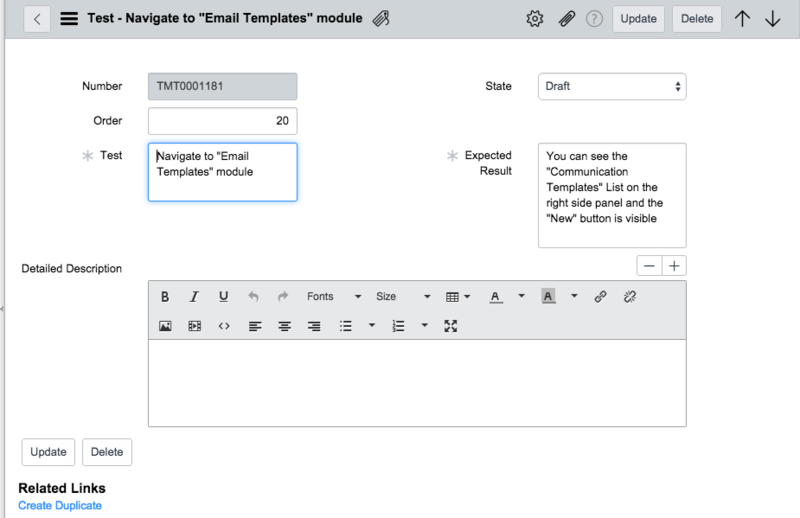 Test - Navigate to "Email Templates" module
?
Update
Delete
Number
TMT0001181
State
Draft
Order
20
Test
Navigate to "Email
Templates" module
Expected
Result
You can see the
"Communication
Templates" List on the
right side panel and the
"New" button is visible
Detailed Description
B I U Fonts Size A A
Update
Delete
Related Links
Create Duplicate